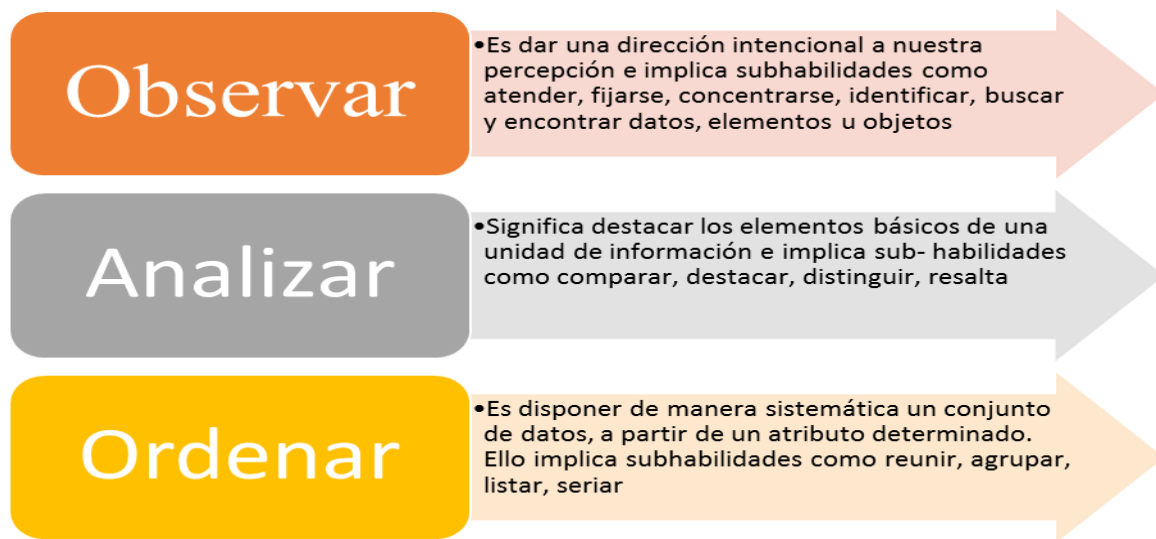 Observar
•Es dar una dirección intencional a nuestra
percepción e implica subhabilidades como
atender, fijarse, concentrarse, identificar, buscar
y encontrar datos, elementos u objetos
Analizar
•Significa destacar los elementos básicos de una
unidad de información e implica sub- habilidades
como comparar, destacar, distinguir, resalta
Ordenar
•Es disponer de manera sistemática un conjunto
de datos, a partir de un atributo determinado.
Ello implica subhabilidades como reunir, agrupar,
listar, seriar